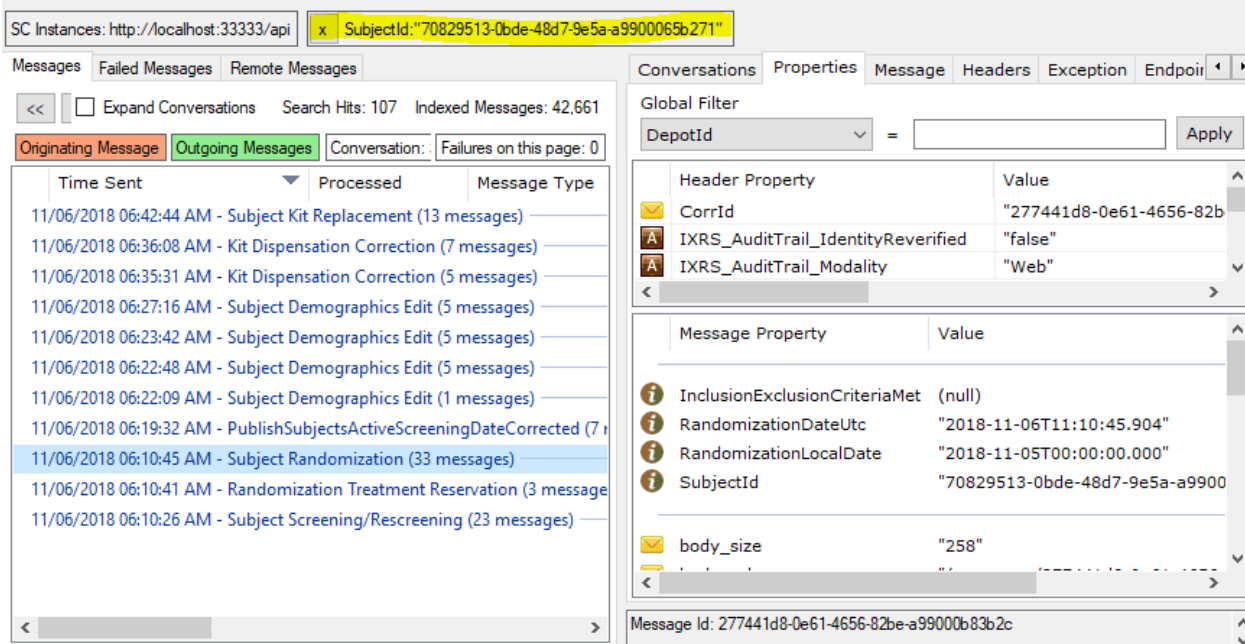 SC Instances: http://localhost:33333/api
x SubjectId:"70829513-0bde-48d7-9e5a-a9900065b271"
Messages Failed Messages Remote Messages
<< Expand Conversations Search Hits: 107 Indexed Messages: 42,661
Originating Message Outgoing Messages Conversation: Failures on this page: 0
Time Sent Processed Message Type
11/06/2018 06:42:44 AM - Subject Kit Replacement (13 messages)
11/06/2018 06:36:08 AM - Kit Dispensation Correction (7 messages)
11/06/2018 06:35:31 AM - Kit Dispensation Correction (5 messages)
11/06/2018 06:27:16 AM - Subject Demographics Edit (5 messages)
11/06/2018 06:23:42 AM - Subject Demographics Edit (5 messages)
11/06/2018 06:22:48 AM - Subject Demographics Edit (5 messages)
11/06/2018 06:22:09 AM - Subject Demographics Edit (1 messages)
11/06/2018 06:19:32 AM - PublishSubjectsActiveScreeningDateCorrected (7
11/06/2018 06:10:45 AM - Subject Randomization (33 messages)
11/06/2018 06:10:41 AM - Randomization Treatment Reservation (3 message
11/06/2018 06:10:26 AM - Subject Screening/Rescreening (23 messages)
Conversations Properties Message Headers Exception Endpoir
Global Filter
DepotId = Apply
Header Property Value
CorrId "277441d8-0e61-4656-82b
A IXRS_AuditTrail_IdentityReverified "false"
A IXRS_AuditTrail_Modality "Web"
Message Property Value
i InclusionExclusionCriteriaMet (null)
i RandomizationDateUtc "2018-11-06T11:10:45.904"
i RandomizationLocalDate "2018-11-05T00:00:00.000"
i SubjectId "70829513-0bde-48d7-9e5a-a9900
body_size "258"
Message Id: 277441d8-0e61-4656-82be-a99000b83b2c